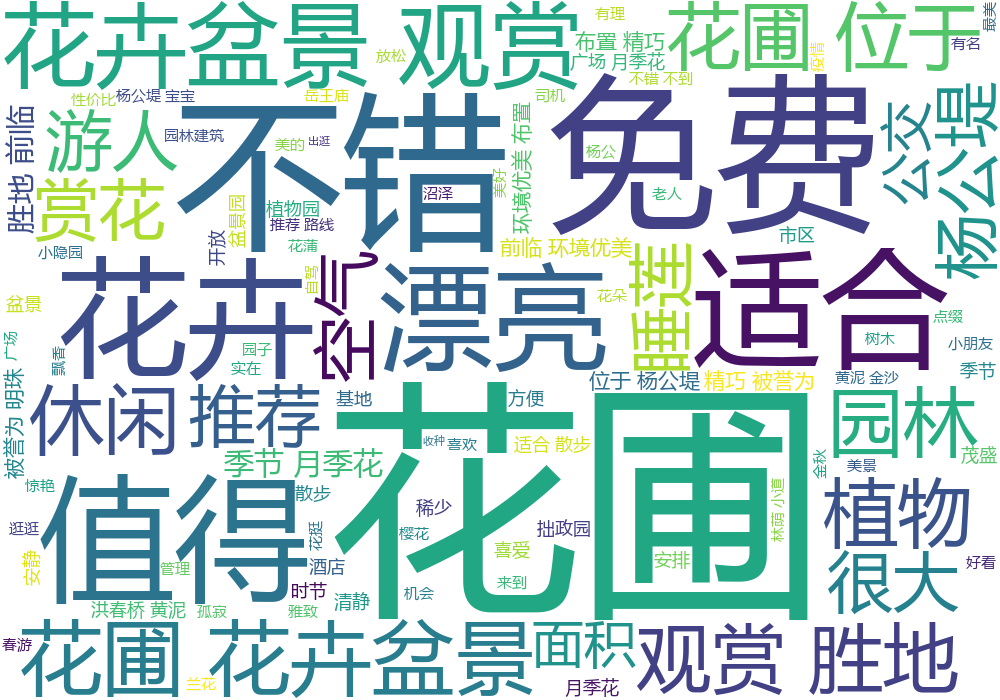 花卉盆景 观赏
有理
花圃 位于
最美
有名
布置 精巧
放松
广场 月季花
疫情
不错 不到
性价比
杨公堤 宝宝
岳王庙
司机
不错
免费
公交
杨公堤
胜地 前临
游人
园林建筑
美的
出逛
环境优美 布置
杨公
赏花
沼泽
美好
老人
盆景园
植物园
推荐 路线
花蒲
市区
小隐园
开放
前临 环境优美
花卉
空气
自驾
漂亮
睡莲
适合
花朵
盆景
点缀
被誉为 明珠
广场
飘香
园子
实在
树木
小朋友
季节
位于 杨公堤
精巧 被誉为
黄泥 金沙
休闲 推荐
基地
方便
花圃
园林
收种
喜欢
适合 散步
季节 月季花
茂盛
金秋
美景
惊艳
值得
散步
稀少
林荫 小道
植物
逛逛
花挺
樱花
拙政园
安静
管理
酒店
喜爱
安排
很大
好看
时节
清静
机会
来到
洪春桥 黄泥
孤寂
雅致
春游
花圃 花卉盆景
面积
观赏 胜地
兰花
月季花